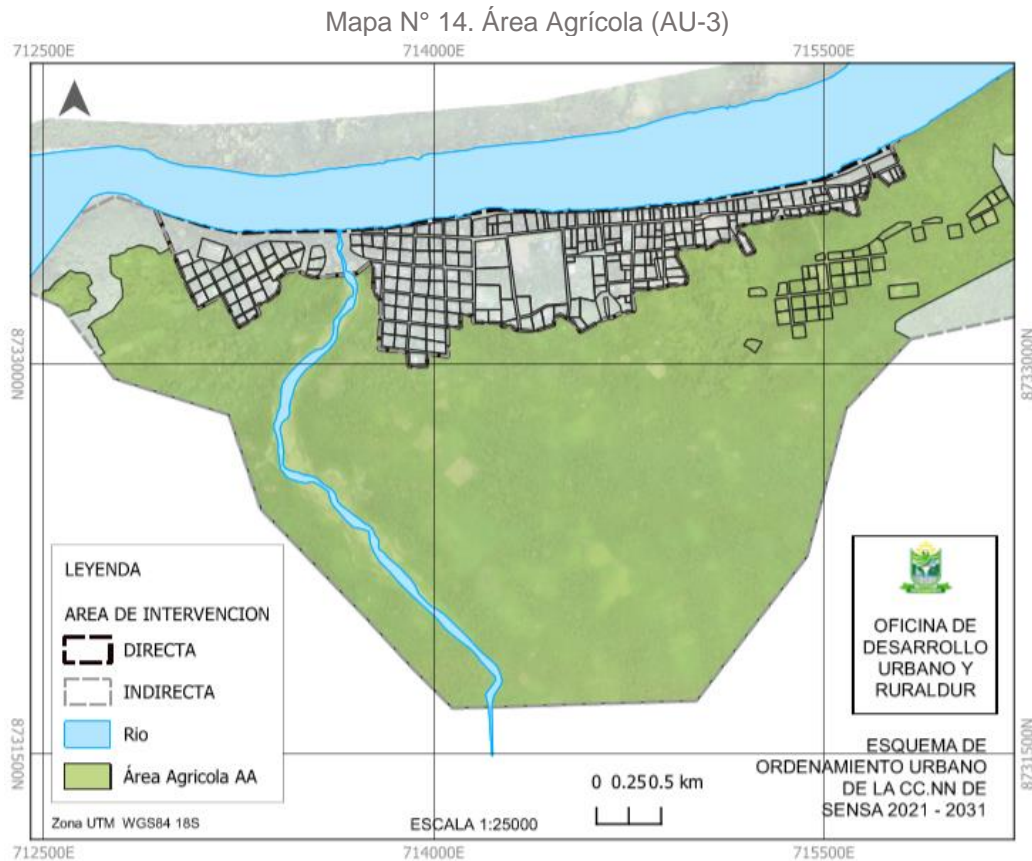 Mapa N° 14. Área Agrícola (AU-3)
712500E
714000E
715500E
8733000N
8733000N
LEYENDA
AREA DE INTERVENCION
DIRECTA
INDIRECTA
Rio
Área Agricola AA
Zona UTM WGS84 18S
ESCALA 1:25000
0 0.25 0.5 km
OFICINA DE
DESARROLLO
URBANO Y
RURALDUR
ESQUEMA DE
ORDENAMIENTO URBANO
DE LA CC.NN DE
SENSA 2021 - 2031
8731500N
8731500N
712500E
714000E
715500E